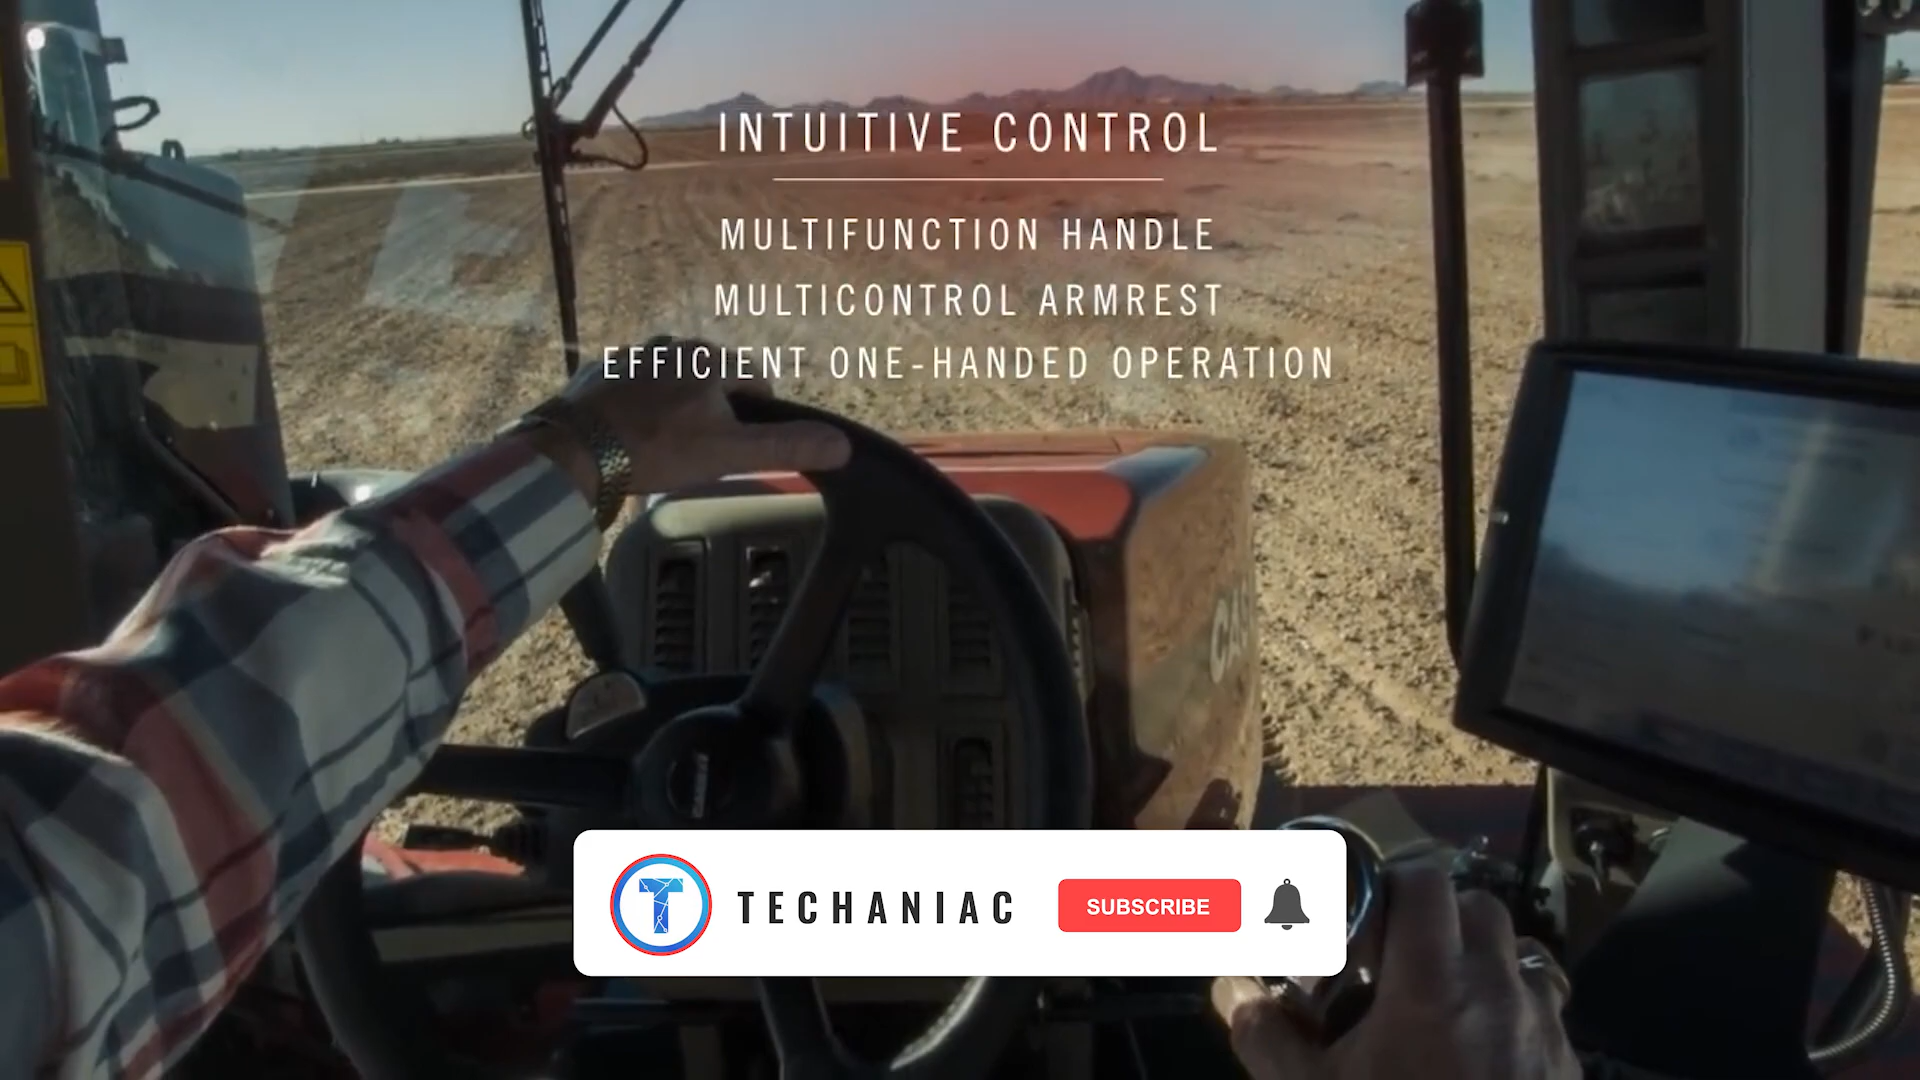 INTUITIVE CONTROL
MULTIFUNCTION HANDLE
MULTICONTROL ARMREST
EFFICIENT ONE-HANDED OPERATION
TECHANIAC
SUBSCRIBE